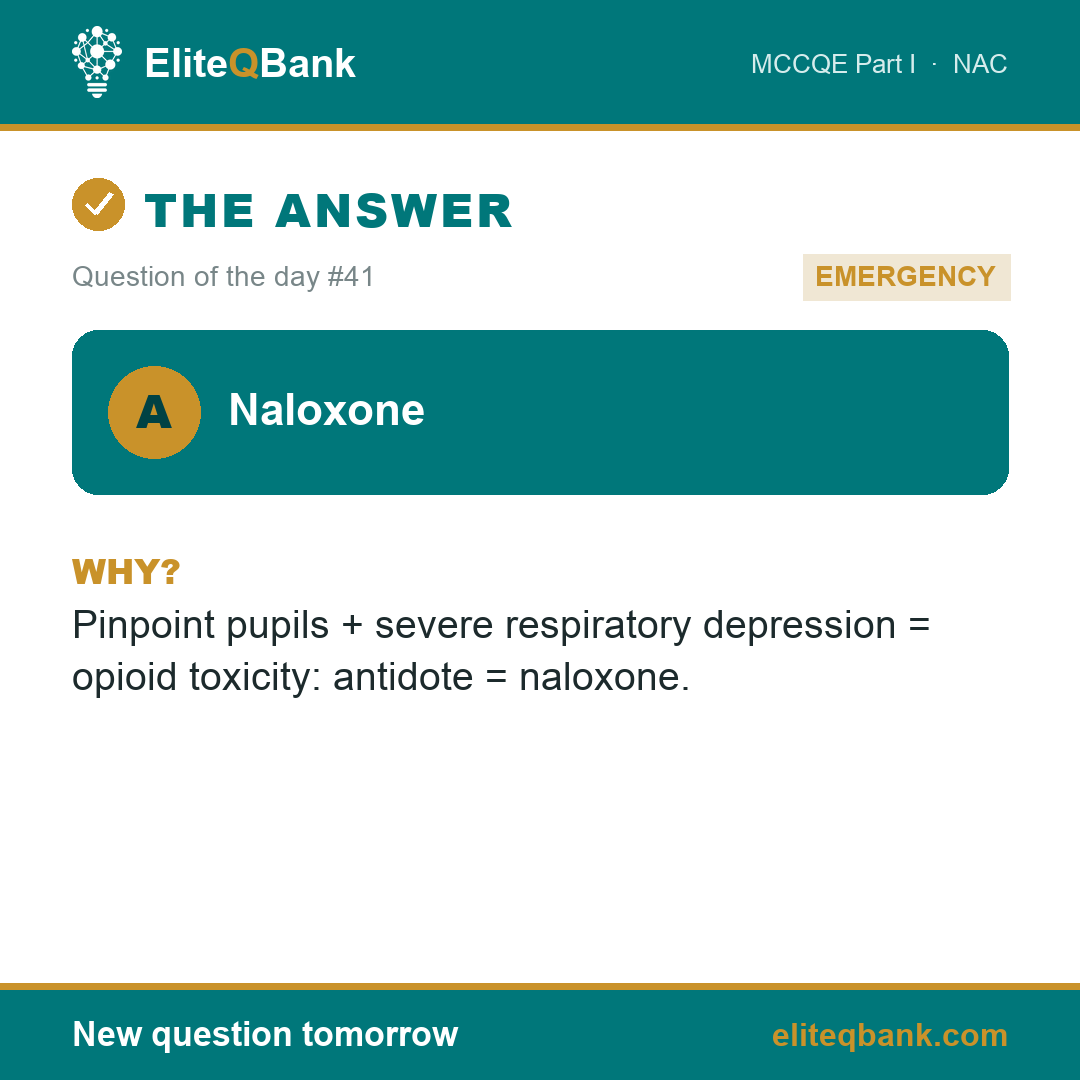 EliteQBank
MCCQE Part I · NAC
THE ANSWER
Question of the day #41
EMERGENCY
A
Naloxone
WHY?
Pinpoint pupils + severe respiratory depression =
opioid toxicity: antidote = naloxone.
New question tomorrow
eliteqbank.com